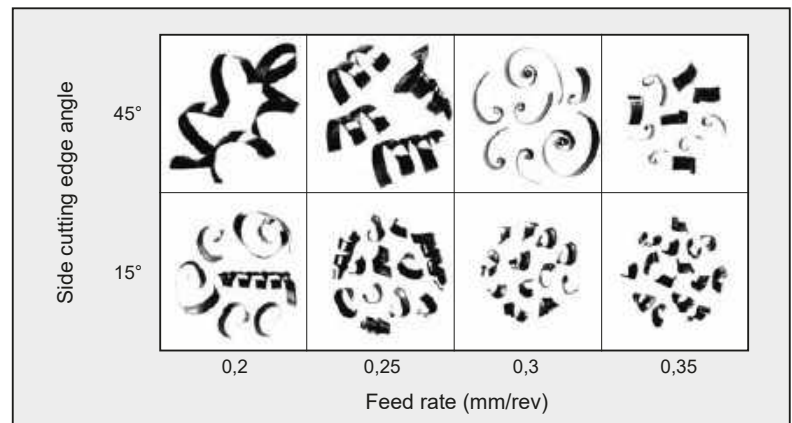 Side cutting edge angle
45°
15°
0,2 0,25 0,3 0,35
Feed rate (mm/rev)